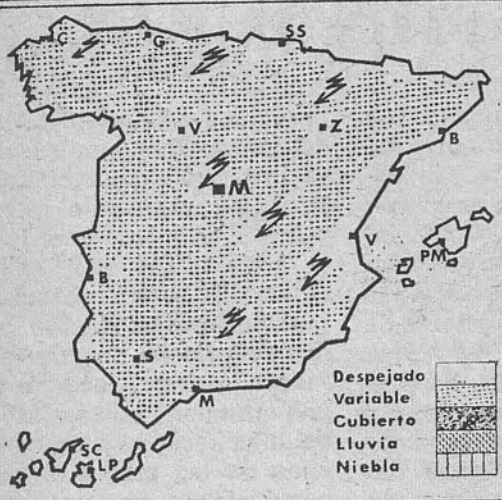 C
G
SS
V
Z
B
M
V
PM
B
S
M
SC
LP
Despejado
Variable
Cubierto
Lluvia
Niebla